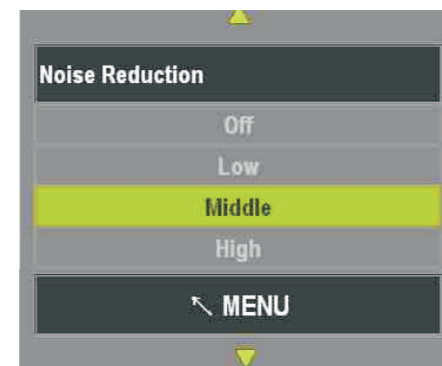 Noise Reduction
Off
Low
Middle
High
↖ MENU